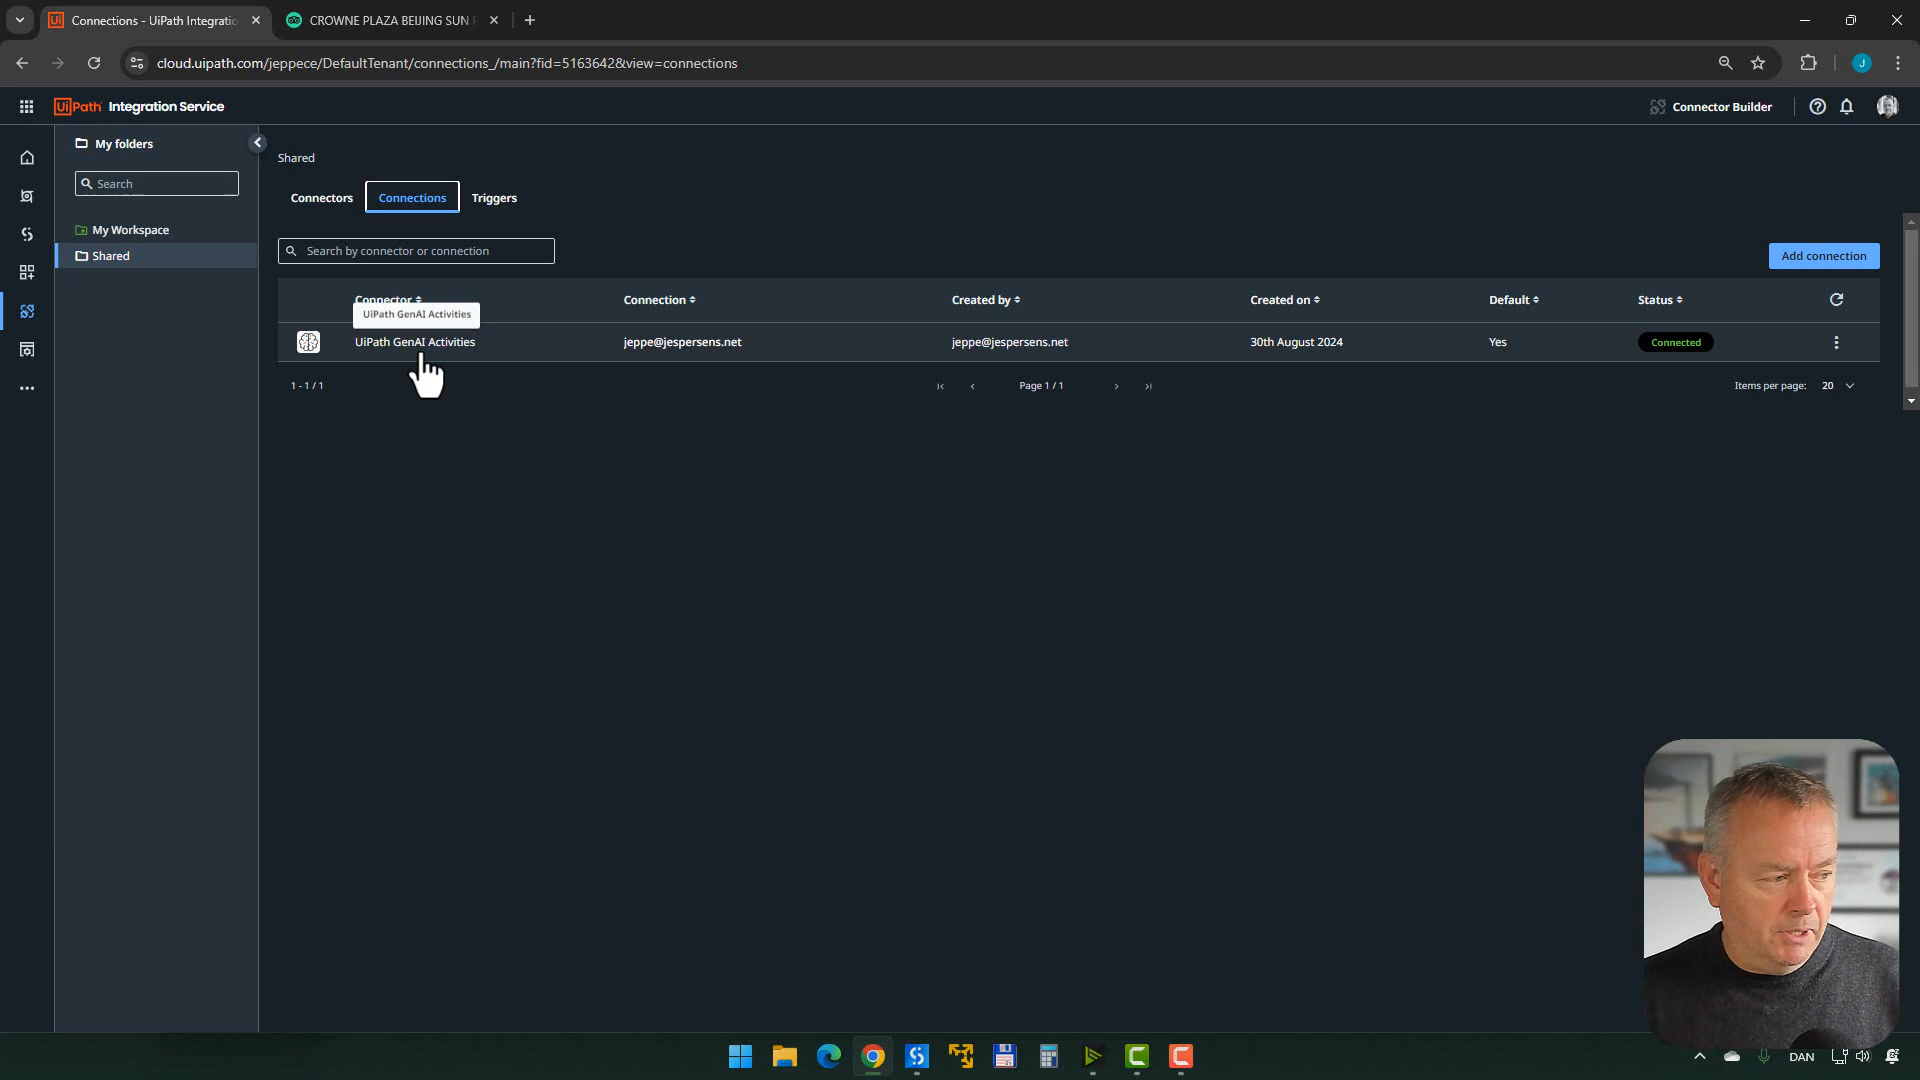 Connections - UiPath Integratio
CROWNE PLAZA BEIJING SUN
cloud.uipath.com/jeppece/DefaultTenant/connections_/main?fid=5163642&view=connections
J
UiPath Integration Service
Connector Builder
My folders
Search
My Workspace
Shared
Shared
Connectors
Connections
Triggers
Search by connector or connection
Add connection
Connector
Connection
Created by
Created on
Default
Status
UiPath GenAI Activities
UiPath GenAI Activities
jeppe@jespersens.net
jeppe@jespersens.net
30th August 2024
Yes
Connected
1 - 1 / 1
Page 1 / 1
Items per page: 20
DAN